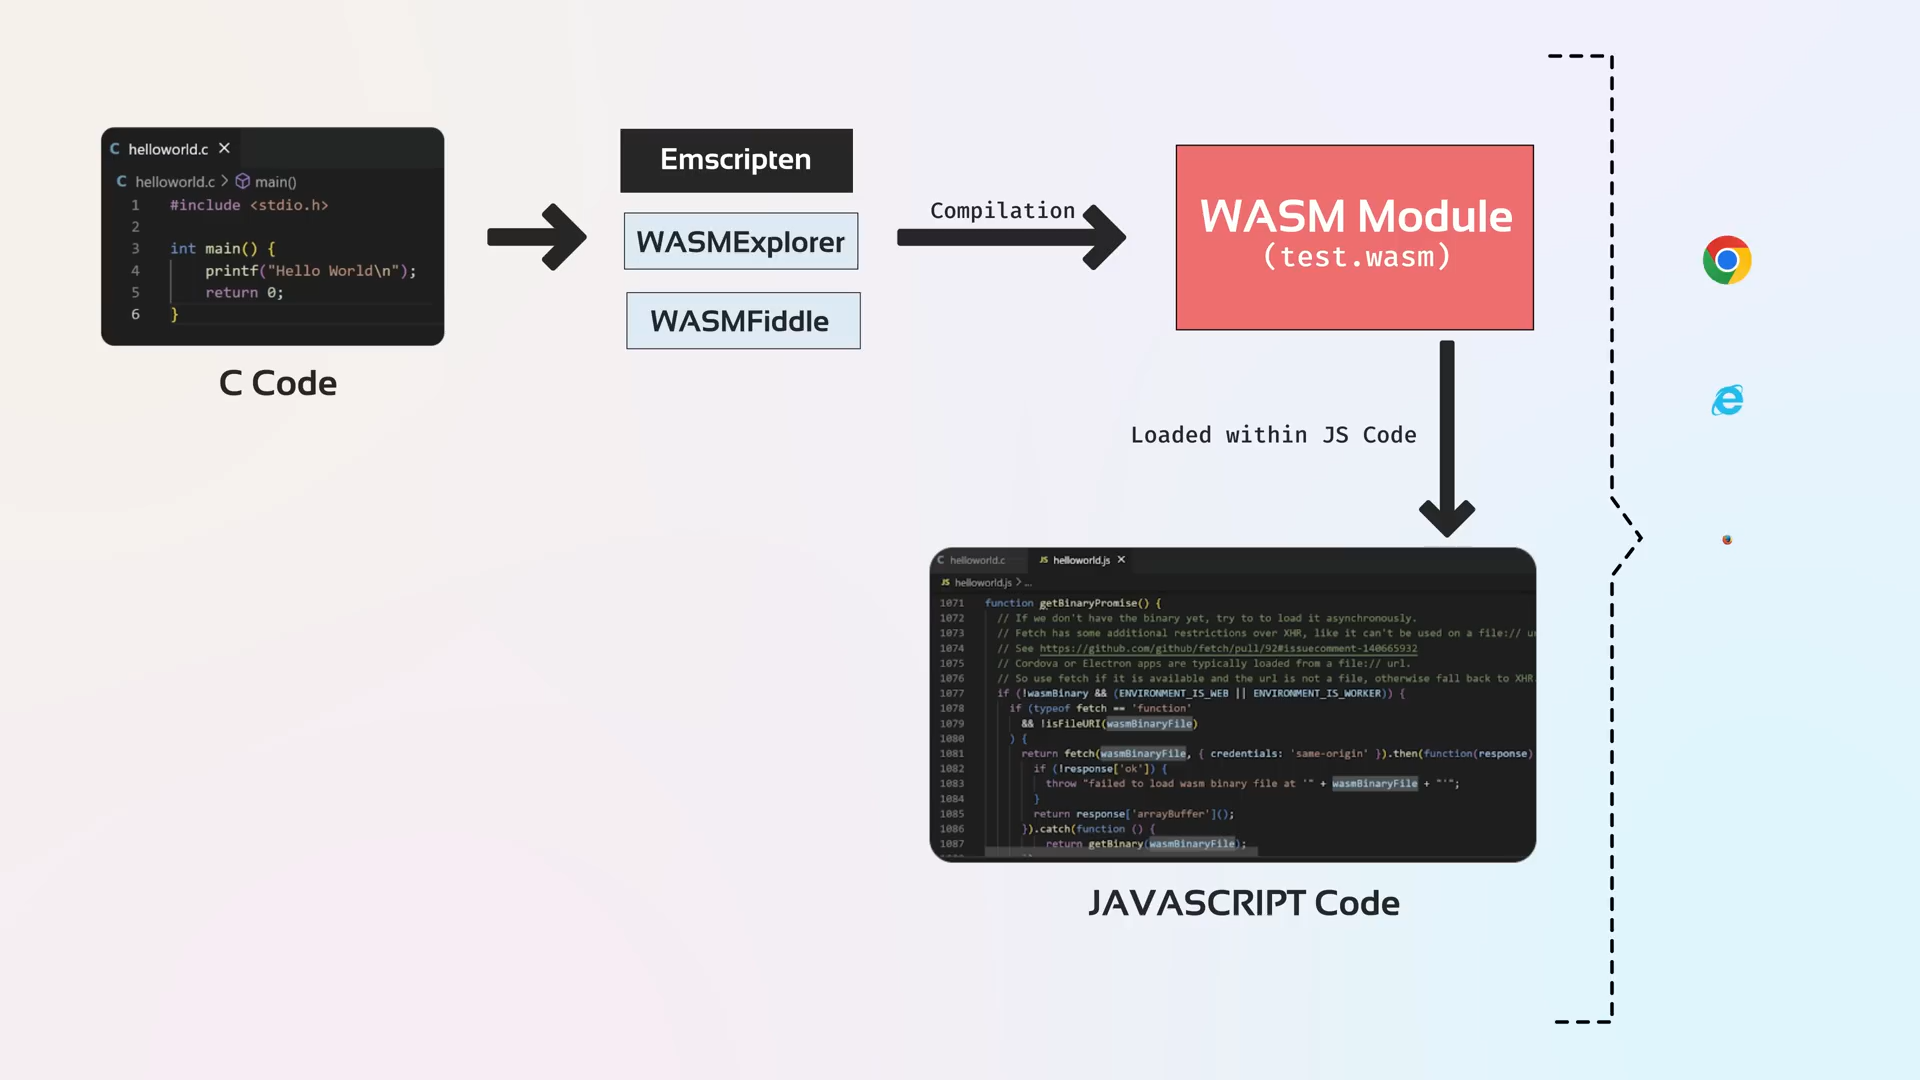 helloworld.c
helloworld.c > main()
1 #include <stdio.h>
2
3 int main() {
4 printf("Hello World\n");
5 return 0;
6 }
C Code
Emscripten
WASMExplorer
WASMFiddle
Compilation
WASM Module
(test.wasm)
Loaded within JS Code
helloworld.c JS helloworld.js
JS helloworld.js > ...
1071 function getBinaryPromise() {
1072 // If we don't have the binary yet, try to to load it asynchronously.
1073 // Fetch has some additional restrictions over XHR, like it can't be used on a file://
1074 // See https://github.com/github/fetch/pull/92#issuecomment-140665932
1075 // Cordova or Electron apps are typically loaded from a file:// url.
1076 // So use fetch if it is available and the url is not a file, otherwise fall back to XHR
1077 if (!wasmBinary && (ENVIRONMENT_IS_WEB || ENVIRONMENT_IS_WORKER)) {
1078 if (typeof fetch == 'function'
1079 && !isFileURI(wasmBinaryFile)
1080 ) {
1081 return fetch(wasmBinaryFile, { credentials: 'same-origin' }).then(function(response)
1082 if (!response['ok']) {
1083 throw "failed to load wasm binary file at '" + wasmBinaryFile + "'";
1084 }
1085 return response['arrayBuffer']();
1086 }).catch(function () {
1087 return getBinary(wasmBinaryFile);
JAVASCRIPT Code